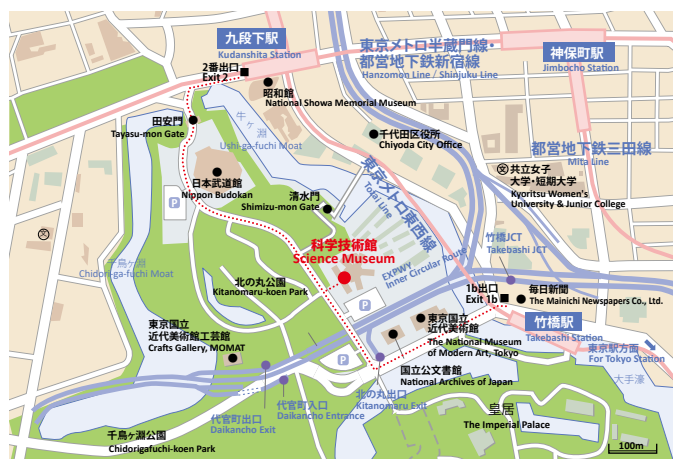 九段下駅
Kudanshita Station
2番出口
Exit 2
昭和館
National Showa Memorial Museum
東京メトロ半蔵門線・
都営地下鉄新宿線
Hanzomon Line / Shinjuku Line
神保町駅
Jimbocho Station
田安門
Tayasu-mon Gate
牛ヶ淵
Ushi-ga-fuchi Moat
千代田区役所
Chiyoda City Office
都営地下鉄三田線
Mita Line
文
共立女子
大学・短期大学
Kyoritsu Women's
University & Junior College
日本武道館
Nippon Budokan
清水門
Shimizu-mon Gate
東京メトロ東西線
Tozai Line
P
文
千鳥ヶ淵
Chidori-ga-fuchi Moat
科学技術館
Science Museum
竹橋JCT
Takebashi JCT
EXPWY
Inner Circular Route
北の丸公園
Kitanomaru-koen Park
1b出口
Exit 1b
毎日新聞
The Mainichi Newspapers Co., Ltd.
P
竹橋駅
Takebashi Station
東京国立
近代美術館
The National Museum
of Modern Art, Tokyo
東京国立
近代美術館工芸館
Crafts Gallery, MOMAT
東京駅方面
For Tokyo Station
P
国立公文書館
National Archives of Japan
大手濠
代官町出口
Daikancho Exit
代官町入口
Daikancho Entrance
北の丸出口
Kitanomaru Exit
皇居
The Imperial Palace
千鳥ヶ淵公園
Chidorigafuchi-koen Park
100m